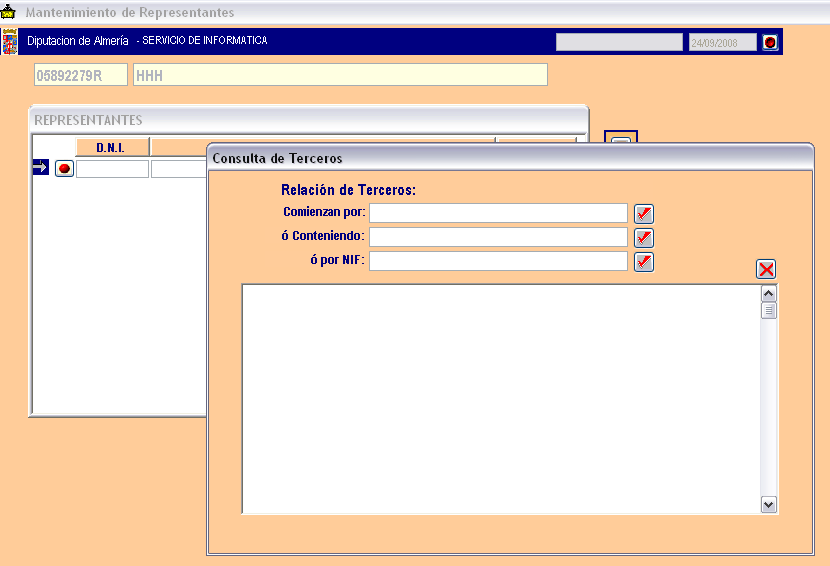 Mantenimiento de Representantes
Diputacion de Almería - SERVICIO DE INFORMATICA
24/09/2008
05892279R HHH
REPRESENTANTES
D.N.I.
Consulta de Terceros
Relación de Terceros:
Comienzan por:
ó Conteniendo:
ó por NIF: